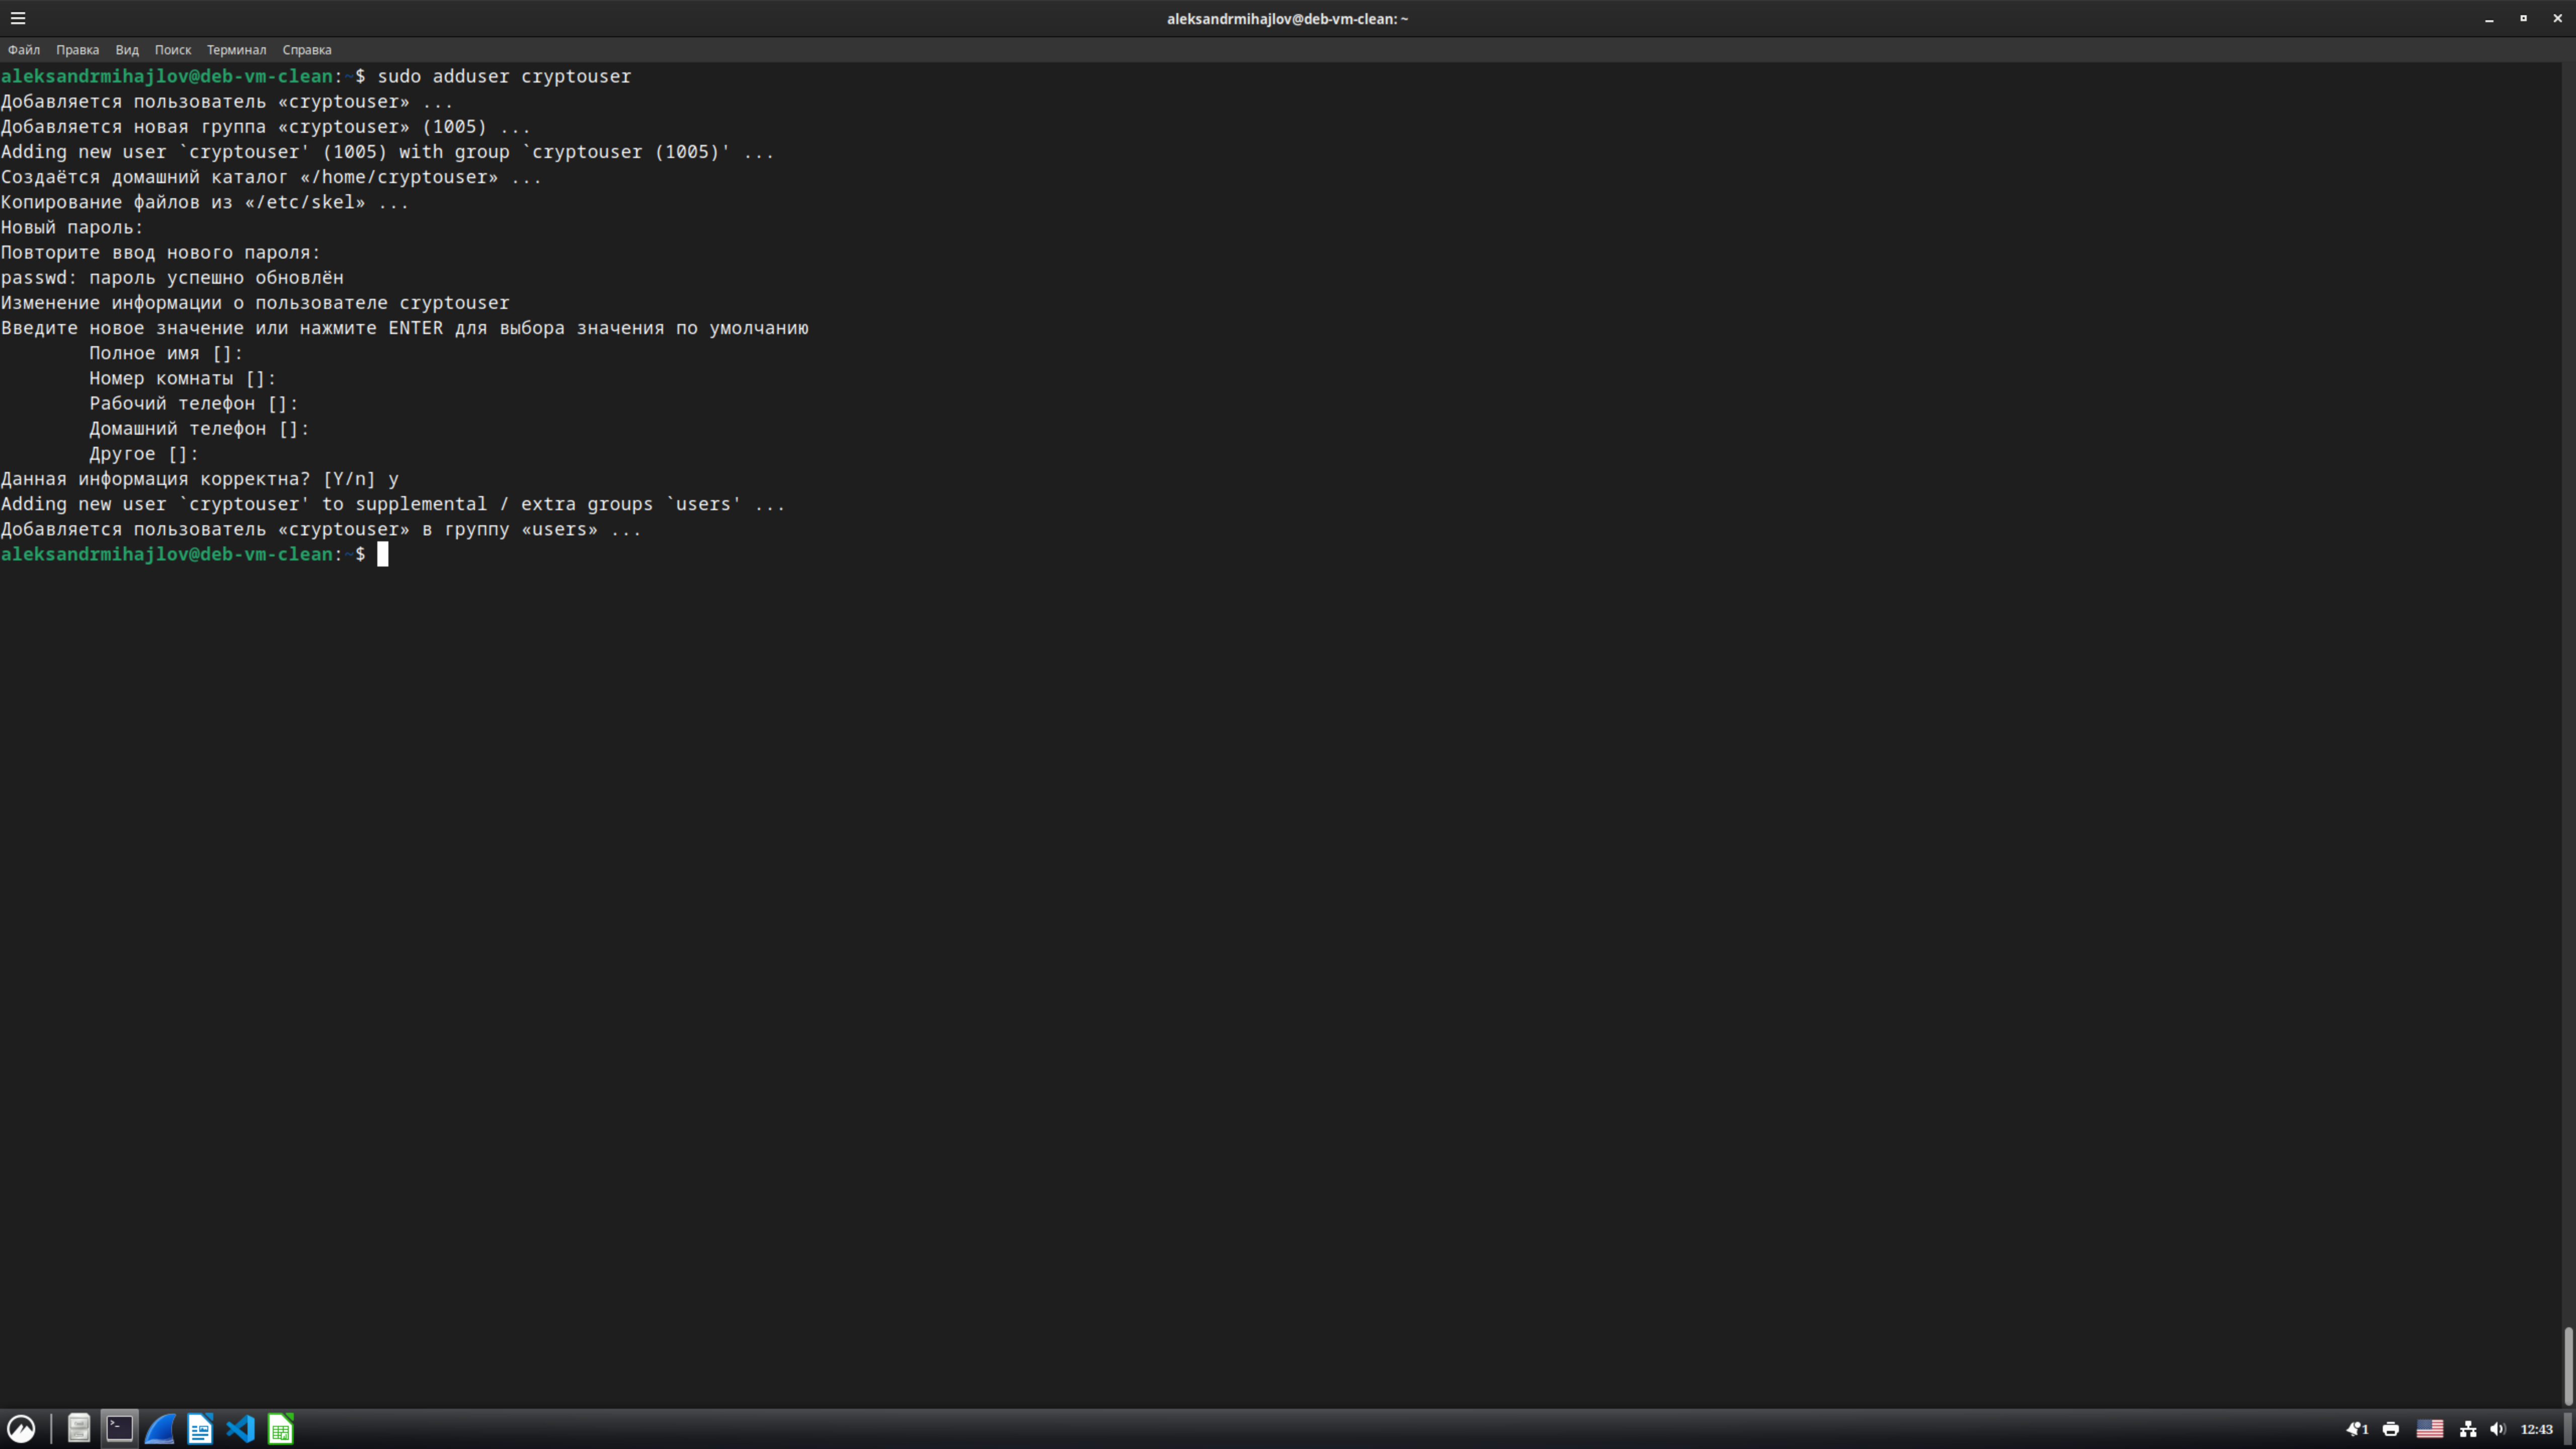 aleksandrmihajlov@deb-vm-clean: ~
Файл Правка Вид Поиск Терминал Справка
aleksandrmihajlov@deb-vm-clean:~$ sudo adduser cryptouser
Добавляется пользователь «cryptouser» ...
Добавляется новая группа «cryptouser» (1005) ...
Adding new user `cryptouser' (1005) with group `cryptouser (1005)' ...
Создаётся домашний каталог «/home/cryptouser» ...
Копирование файлов из «/etc/skel» ...
Новый пароль:
Повторите ввод нового пароля:
passwd: пароль успешно обновлён
Изменение информации о пользователе cryptouser
Введите новое значение или нажмите ENTER для выбора значения по умолчанию
Полное имя []:
Номер комнаты []:
Рабочий телефон []:
Домашний телефон []:
Другое []:
Данная информация корректна? [Y/n] y
Adding new user `cryptouser' to supplemental / extra groups `users' ...
Добавляется пользователь «cryptouser» в группу «users» ...
aleksandrmihajlov@deb-vm-clean:~$
1 12:43